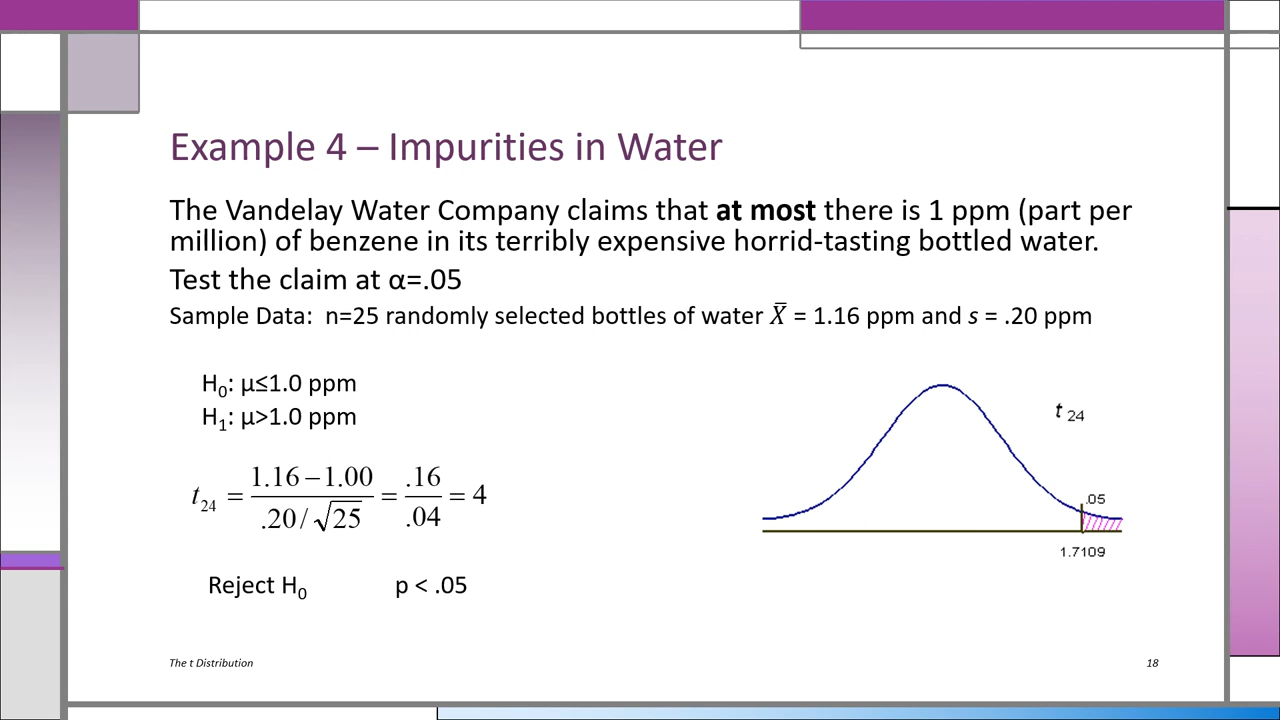 Example 4 – Impurities in Water
The Vandelay Water Company claims that at most there is 1 ppm (part per
million) of benzene in its terribly expensive horrid-tasting bottled water.
Test the claim at α=.05
Sample Data: n=25 randomly selected bottles of water X̄ = 1.16 ppm and s = .20 ppm
H₀: µ≤1.0 ppm
H₁: µ>1.0 ppm
t₂₄ = (1.16 − 1.00) / (.20 / √25) = .16 / .04 = 4
Reject H₀ p < .05
t ₂₄
.05
1.7109
The t Distribution
18